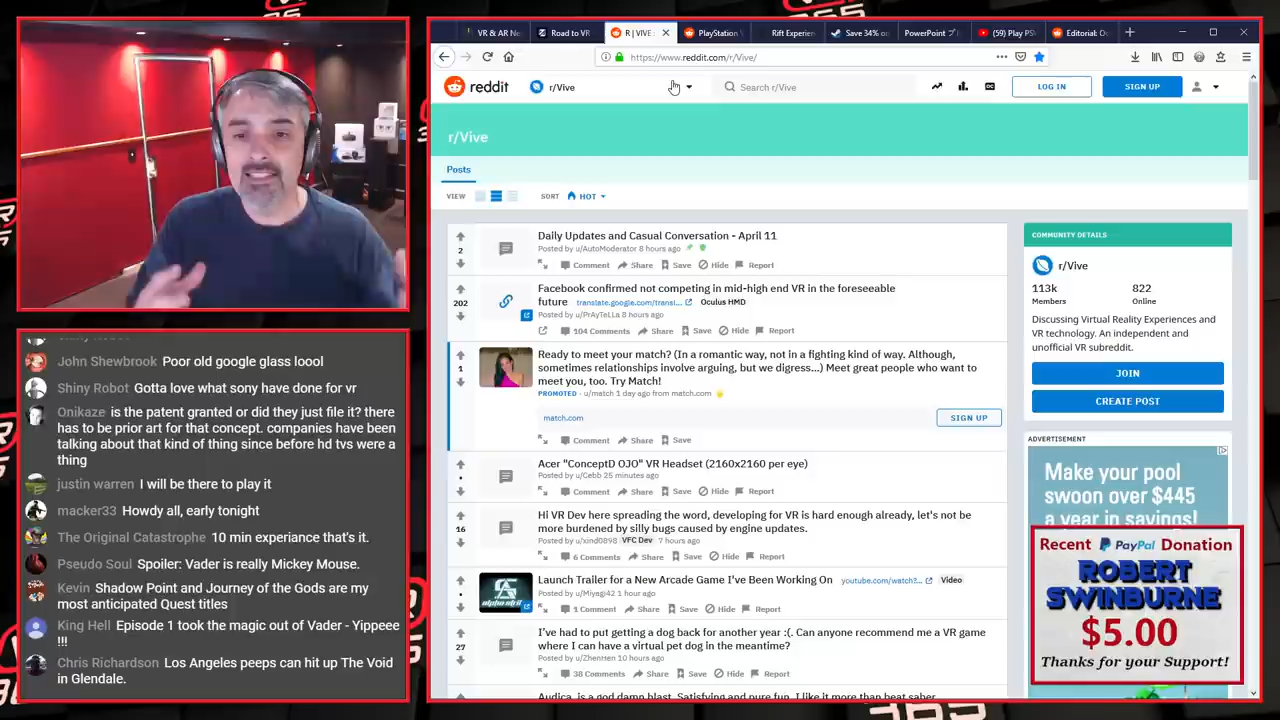 VR & AR Ne
Road to VR
R | VIVE
PlayStation V
Rift Experien
Save 34% on
PowerPoint プ
(59) Play PS
Editorial: Oc
https://www.reddit.com/r/Vive/
reddit
r/Vive
Search r/Vive
LOG IN
SIGN UP
r/Vive
Posts
VIEW
SORT
HOT
2
Daily Updates and Casual Conversation - April 11
Posted by u/AutoModerator 8 hours ago
Comment Share Save Hide Report
202
Facebook confirmed not competing in mid-high end VR in the foreseeable
future translate.google.com/transl... Oculus HMD
Posted by u/PrAyTeLLa 8 hours ago
104 Comments Share Save Hide Report
1
Ready to meet your match? (In a romantic way, not in a fighting kind of way. Although,
sometimes relationships involve arguing, but we digress...) Meet great people who want to
meet you, too. Try Match!
PROMOTED · u/match 1 day ago from match.com
match.com
SIGN UP
Comment Share Save
Acer "ConceptD OJO" VR Headset (2160x2160 per eye)
Posted by u/Cebb 25 minutes ago
Comment Share Save Hide Report
16
Hi VR Dev here spreading the word, developing for VR is hard enough already, let's not be
more burdened by silly bugs caused by engine updates.
Posted by u/xind0898 VFC Dev 7 hours ago
6 Comments Share Save Hide Report
Launch Trailer for a New Arcade Game I've Been Working On youtube.com/watch?... Video
Posted by u/Miyagi42 1 hour ago
1 Comment Share Save Hide Report
27
I've had to put getting a dog back for another year :(. Can anyone recommend me a VR game
where I can have a virtual pet dog in the meantime?
Posted by u/Zhentsen 10 hours ago
38 Comments Share Save Hide Report
Audica, is a god damn blast. Satisfying and pure fun. I like it more than beat saber
COMMUNITY DETAILS
r/Vive
113k
822
Members
Online
Discussing Virtual Reality Experiences and
VR technology. An independent and
unofficial VR subreddit.
JOIN
CREATE POST
ADVERTISEMENT
Make your pool
swoon over $445
a year in savings!
Recent PayPal Donation
ROBERT
SWINBURNE
$5.00
Thanks for your Support!
John Shewbrook Poor old google glass loool
Shiny Robot Gotta love what sony have done for vr
Onikaze is the patent granted or did they just file it? there
has to be prior art for that concept. companies have been
talking about that kind of thing since before hd tvs were a
thing
justin warren I will be there to play it
macker33 Howdy all, early tonight
The Original Catastrophe 10 min experiance that's it.
Pseudo Soul Spoiler: Vader is really Mickey Mouse.
Kevin Shadow Point and Journey of the Gods are my
most anticipated Quest titles
King Hell Episode 1 took the magic out of Vader - Yippeee
!!!
Chris Richardson Los Angeles peeps can hit up The Void
in Glendale.